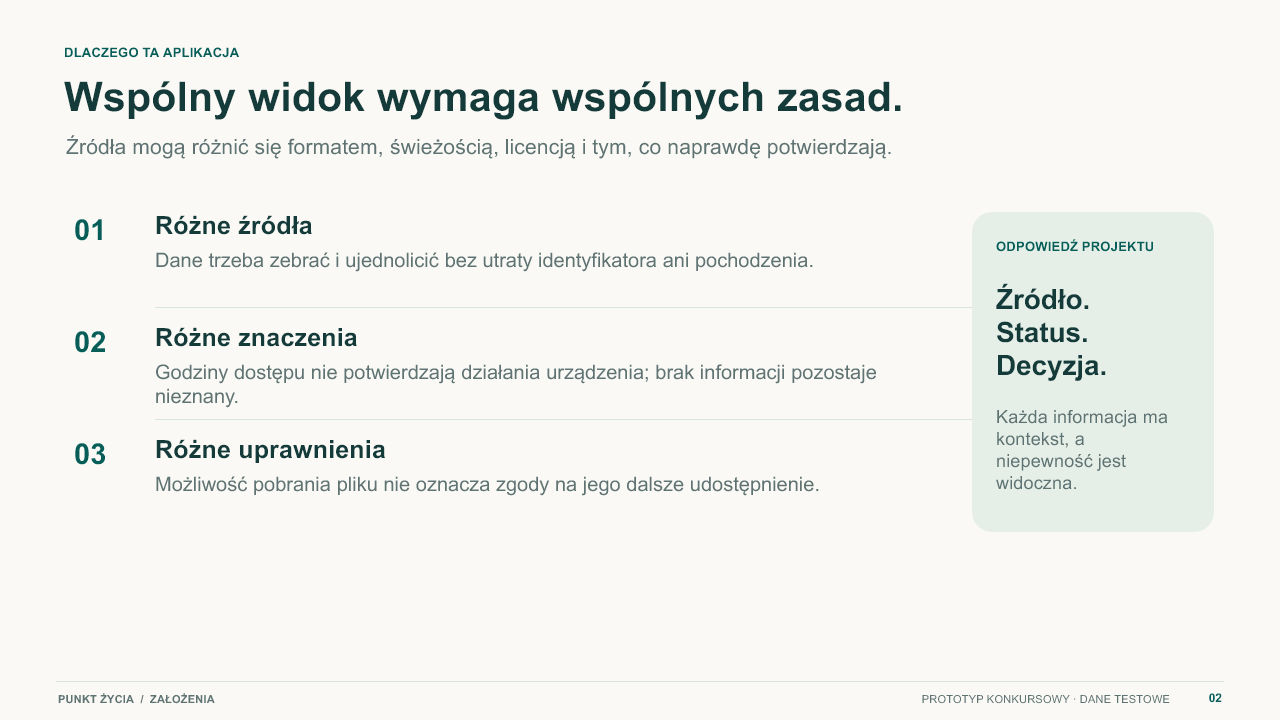 DLACZEGO TA APLIKACJA
Wspólny widok wymaga wspólnych zasad.
Źródła mogą różnić się formatem, świeżością, licencją i tym, co naprawdę potwierdzają.
01
Różne źródła
Dane trzeba zebrać i ujednolicić bez utraty identyfikatora ani pochodzenia.
02
Różne znaczenia
Godziny dostępu nie potwierdzają działania urządzenia; brak informacji pozostaje
nieznany.
03
Różne uprawnienia
Możliwość pobrania pliku nie oznacza zgody na jego dalsze udostępnienie.
ODPOWIEDŹ PROJEKTU
Źródło.
Status.
Decyzja.
Każda informacja ma
kontekst, a
niepewność jest
widoczna.
PUNKT ŻYCIA / ZAŁOŻENIA
PROTOTYP KONKURSOWY · DANE TESTOWE
02